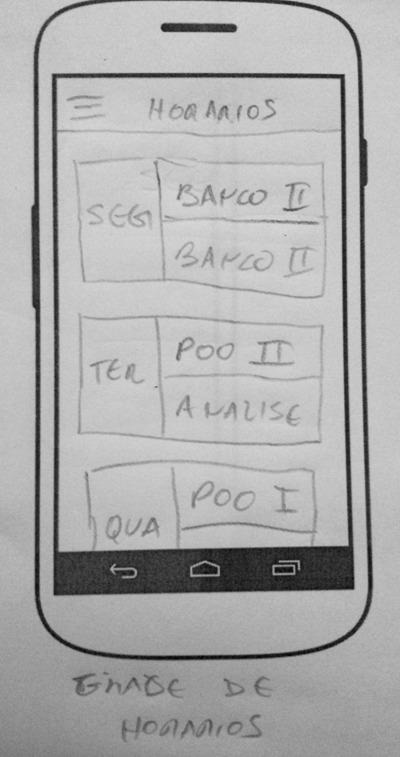 HORARIOS
SEG
BANCO II
BANCO II
TER
POO II
ANALISE
QUA
POO I
GRADE DE
HORARIOS